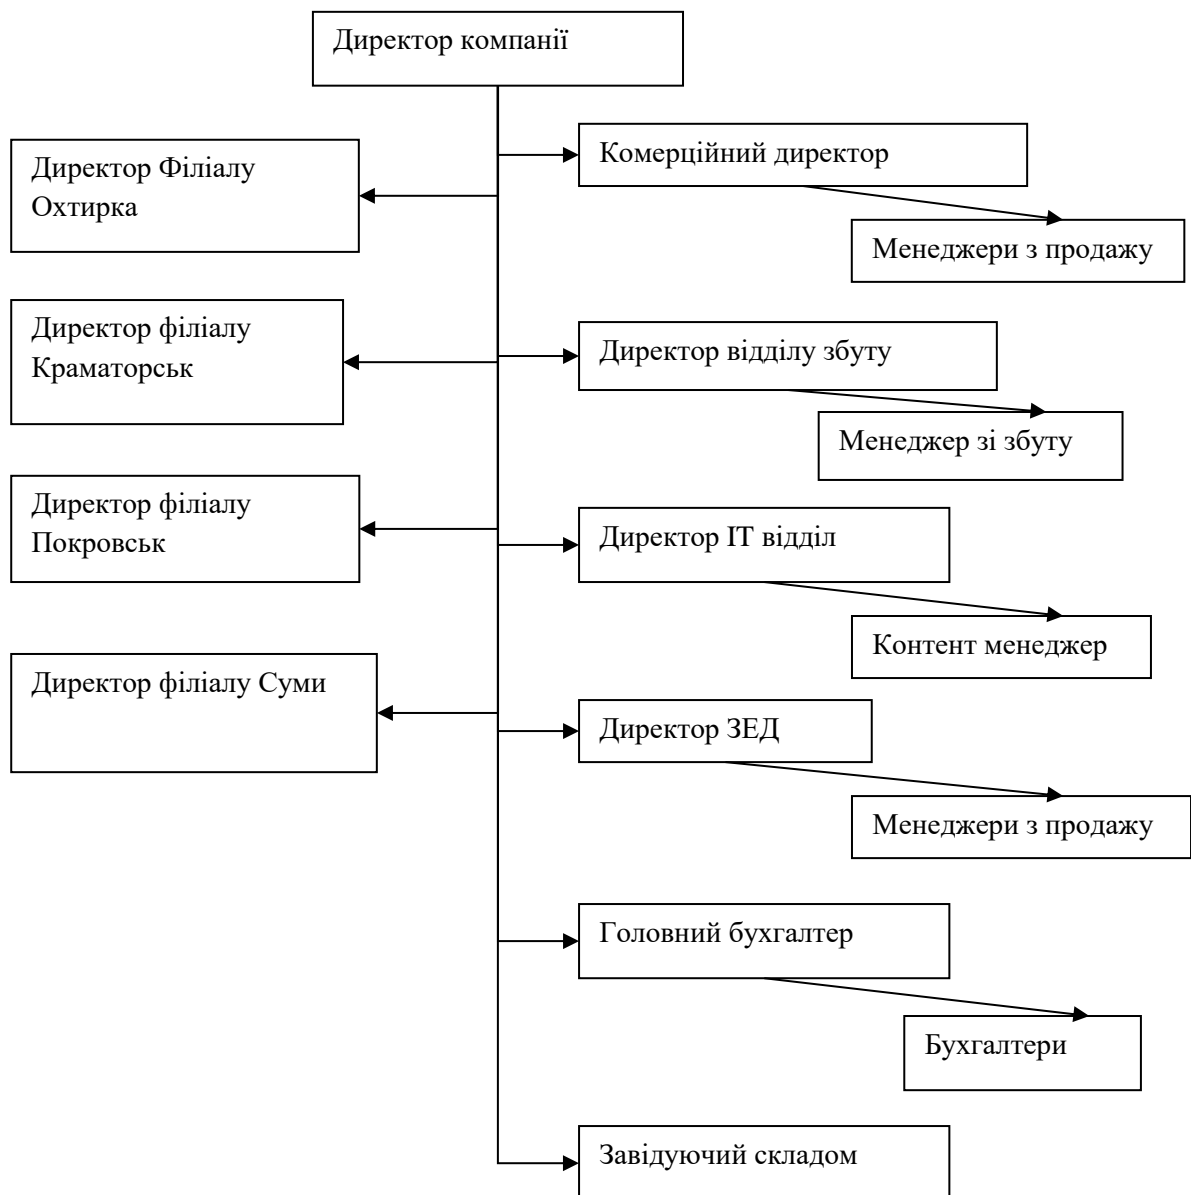 Директор компанії
Комерційний директор
Директор Філіалу
Охтирка
Менеджери з продажу
Директор філіалу
Краматорськ
Директор відділу збуту
Менеджер зі збуту
Директор філіалу
Покровськ
Директор ІТ відділ
Контент менеджер
Директор філіалу Суми
Директор ЗЕД
Менеджери з продажу
Головний бухгалтер
Бухгалтери
Завідуючий складом